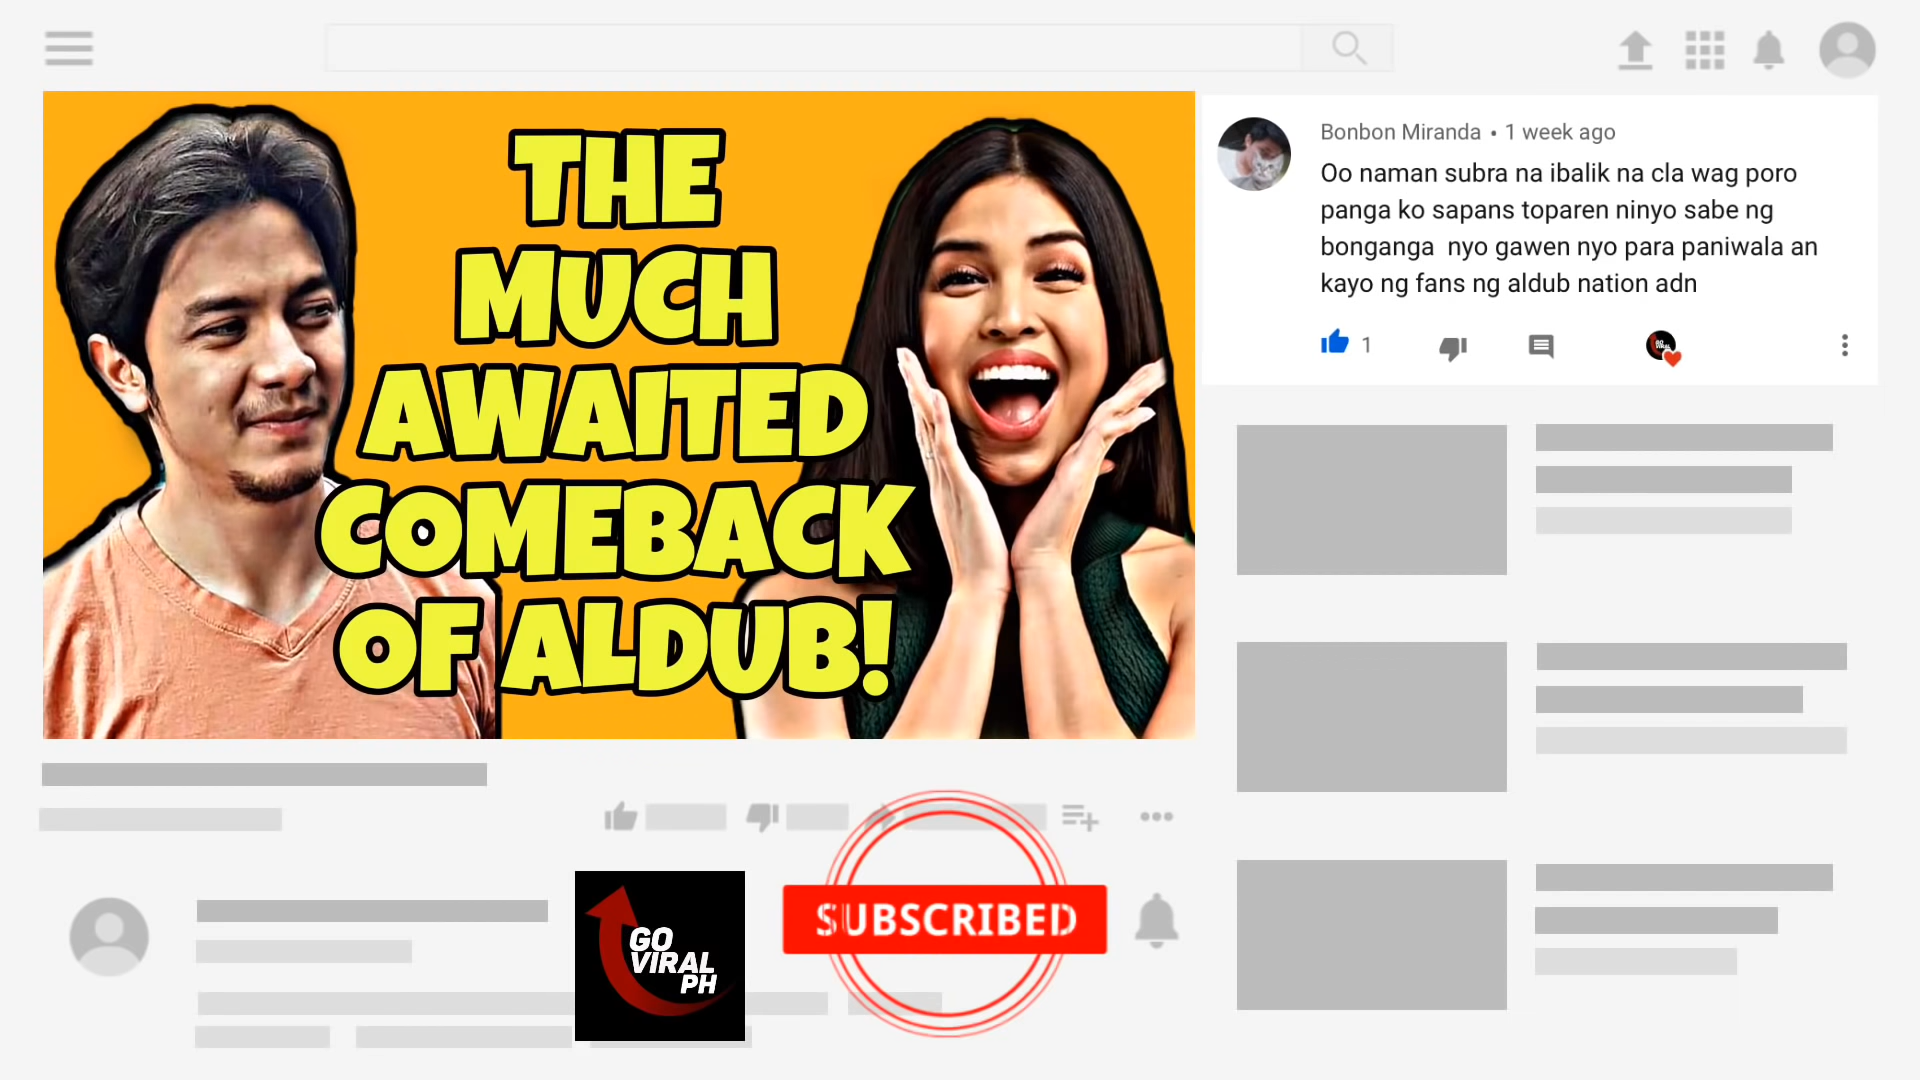 THE
MUCH
AWAITED
COMEBACK
OF ALDUB!
Bonbon Miranda • 1 week ago
Oo naman subra na ibalik na cla wag poro
panga ko sapans toparen ninyo sabe ng
bonganga  nyo gawen nyo para paniwala an
kayo ng fans ng aldub nation adn
1
GO
VIRAL
PH
SUBSCRIBED